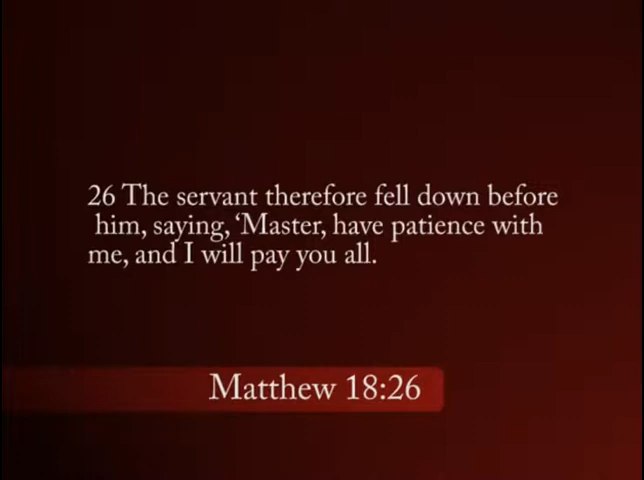 26 The servant therefore fell down before
him, saying, ‘Master, have patience with
me, and I will pay you all.
Matthew 18:26